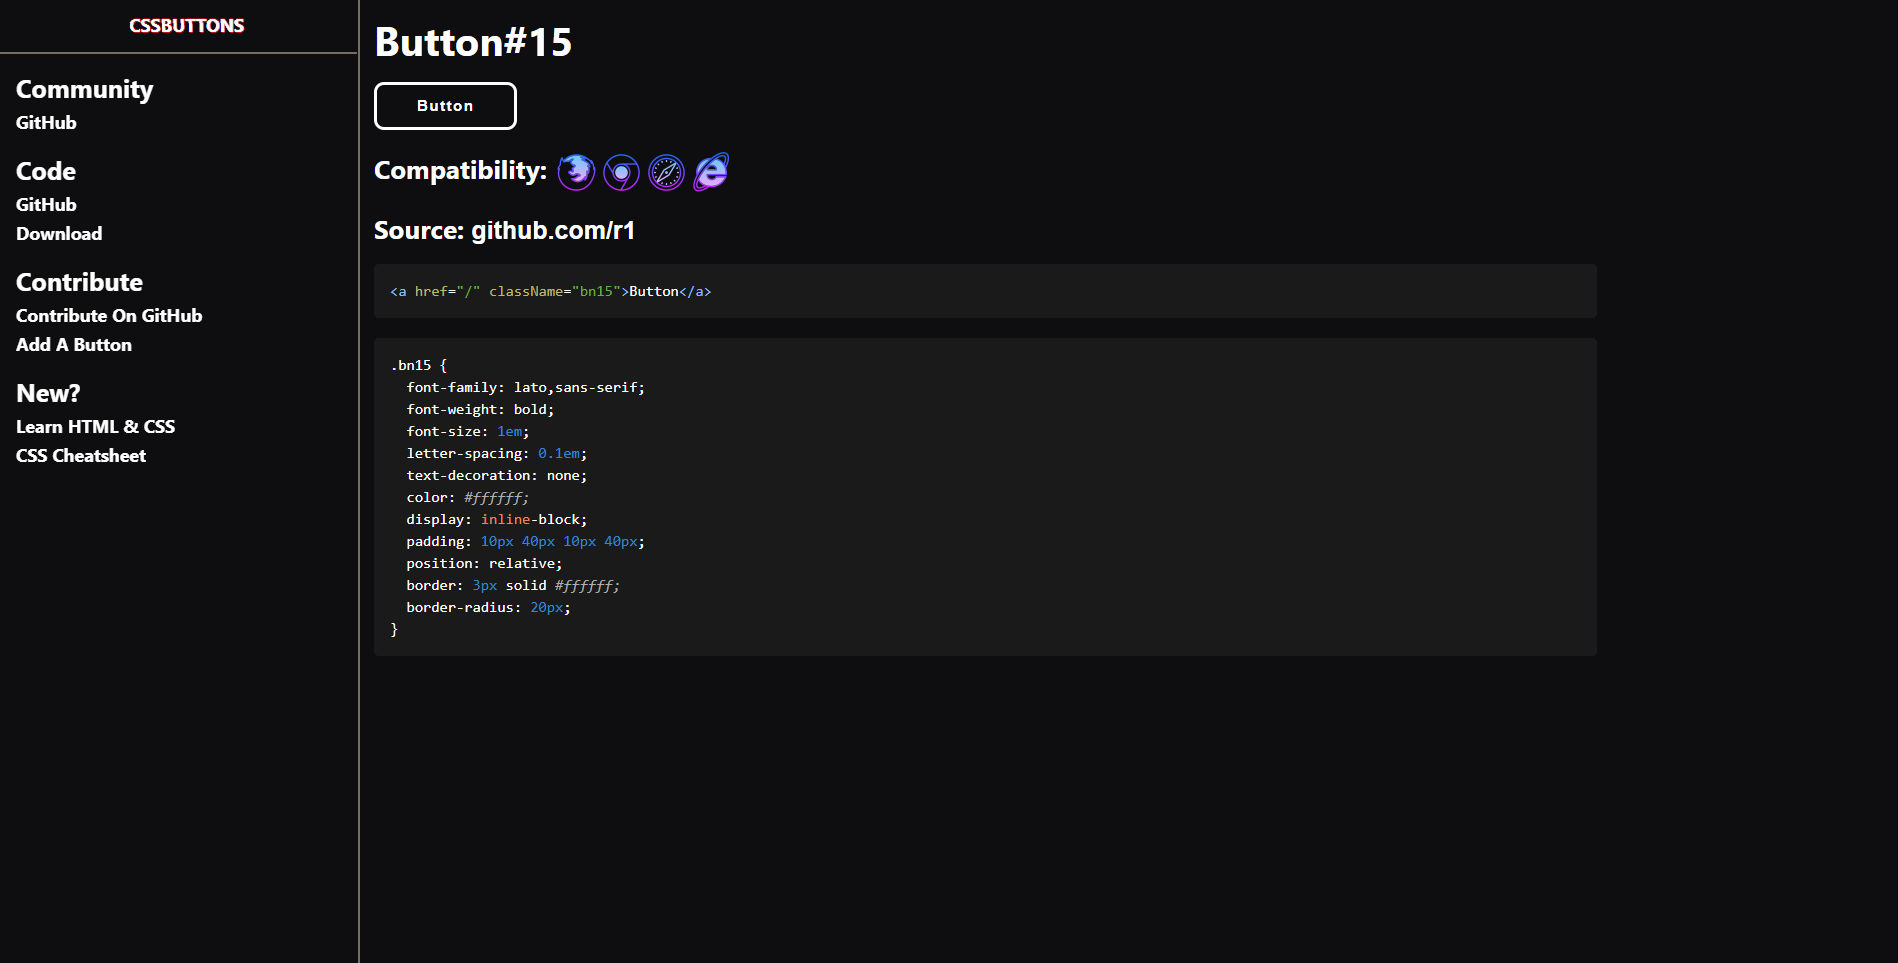 CSSBUTTONS
Community
GitHub
Code
GitHub
Download
Contribute
Contribute On GitHub
Add A Button
New?
Learn HTML & CSS
CSS Cheatsheet
Button#15
Button
Compatibility:
Source: github.com/r1
<a href="/" className="bn15">Button</a>
.bn15 {
  font-family: lato,sans-serif;
  font-weight: bold;
  font-size: 1em;
  letter-spacing: 0.1em;
  text-decoration: none;
  color: #ffffff;
  display: inline-block;
  padding: 10px 40px 10px 40px;
  position: relative;
  border: 3px solid #ffffff;
  border-radius: 20px;
}